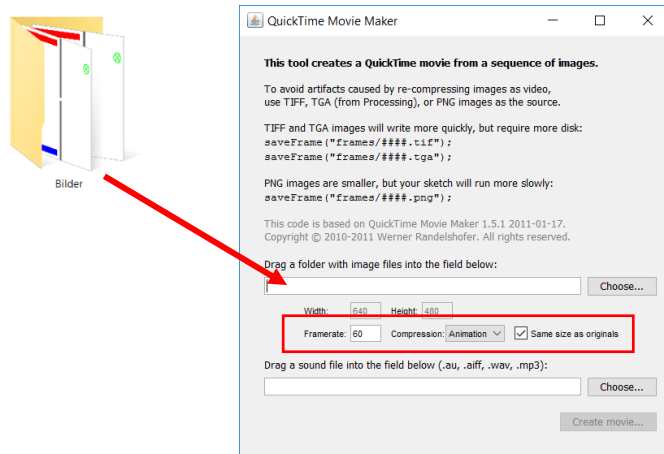 QuickTime Movie Maker
This tool creates a QuickTime movie from a sequence of images.
To avoid artifacts caused by re-compressing images as video,
use TIFF, TGA (from Processing), or PNG images as the source.
TIFF and TGA images will write more quickly, but require more disk:
saveFrame("frames/####.tif");
saveFrame("frames/####.tga");
PNG images are smaller, but your sketch will run more slowly:
saveFrame("frames/####.png");
This code is based on QuickTime Movie Maker 1.5.1 2011-01-17.
Copyright © 2010-2011 Werner Randelshofer. All rights reserved.
Drag a folder with image files into the field below:
Choose...
Width: 640 Height: 480
Framerate: 60 Compression: Animation Same size as originals
Drag a sound file into the field below (.au, .aiff, .wav, .mp3):
Choose...
Create movie...
Bilder